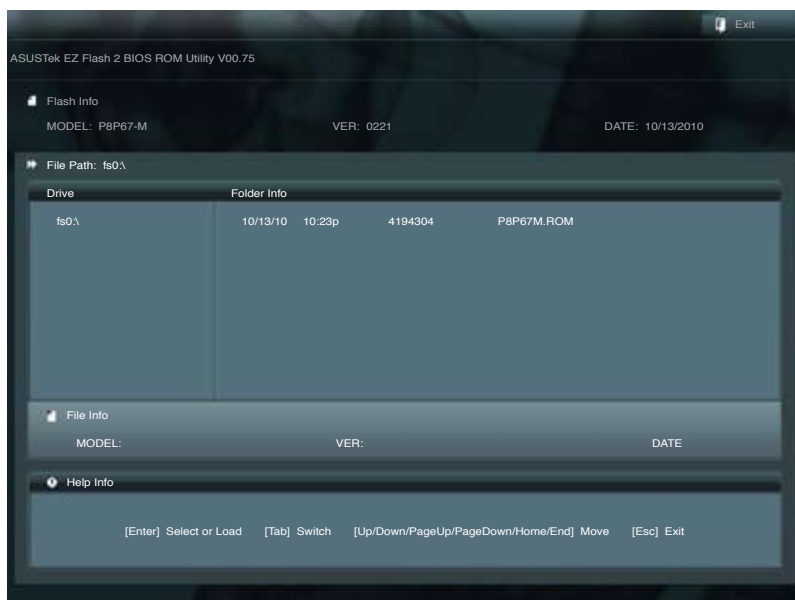 Exit
ASUSTek EZ Flash 2 BIOS ROM Utility V00.75
Flash Info
MODEL: P8P67-M VER: 0221 DATE: 10/13/2010
File Path: fs0:\
Drive Folder Info
fs0:\ 10/13/10 10:23p 4194304 P8P67M.ROM
File Info
MODEL: VER: DATE
Help Info
[Enter] Select or Load [Tab] Switch [Up/Down/PageUp/PageDown/Home/End] Move [Esc] Exit